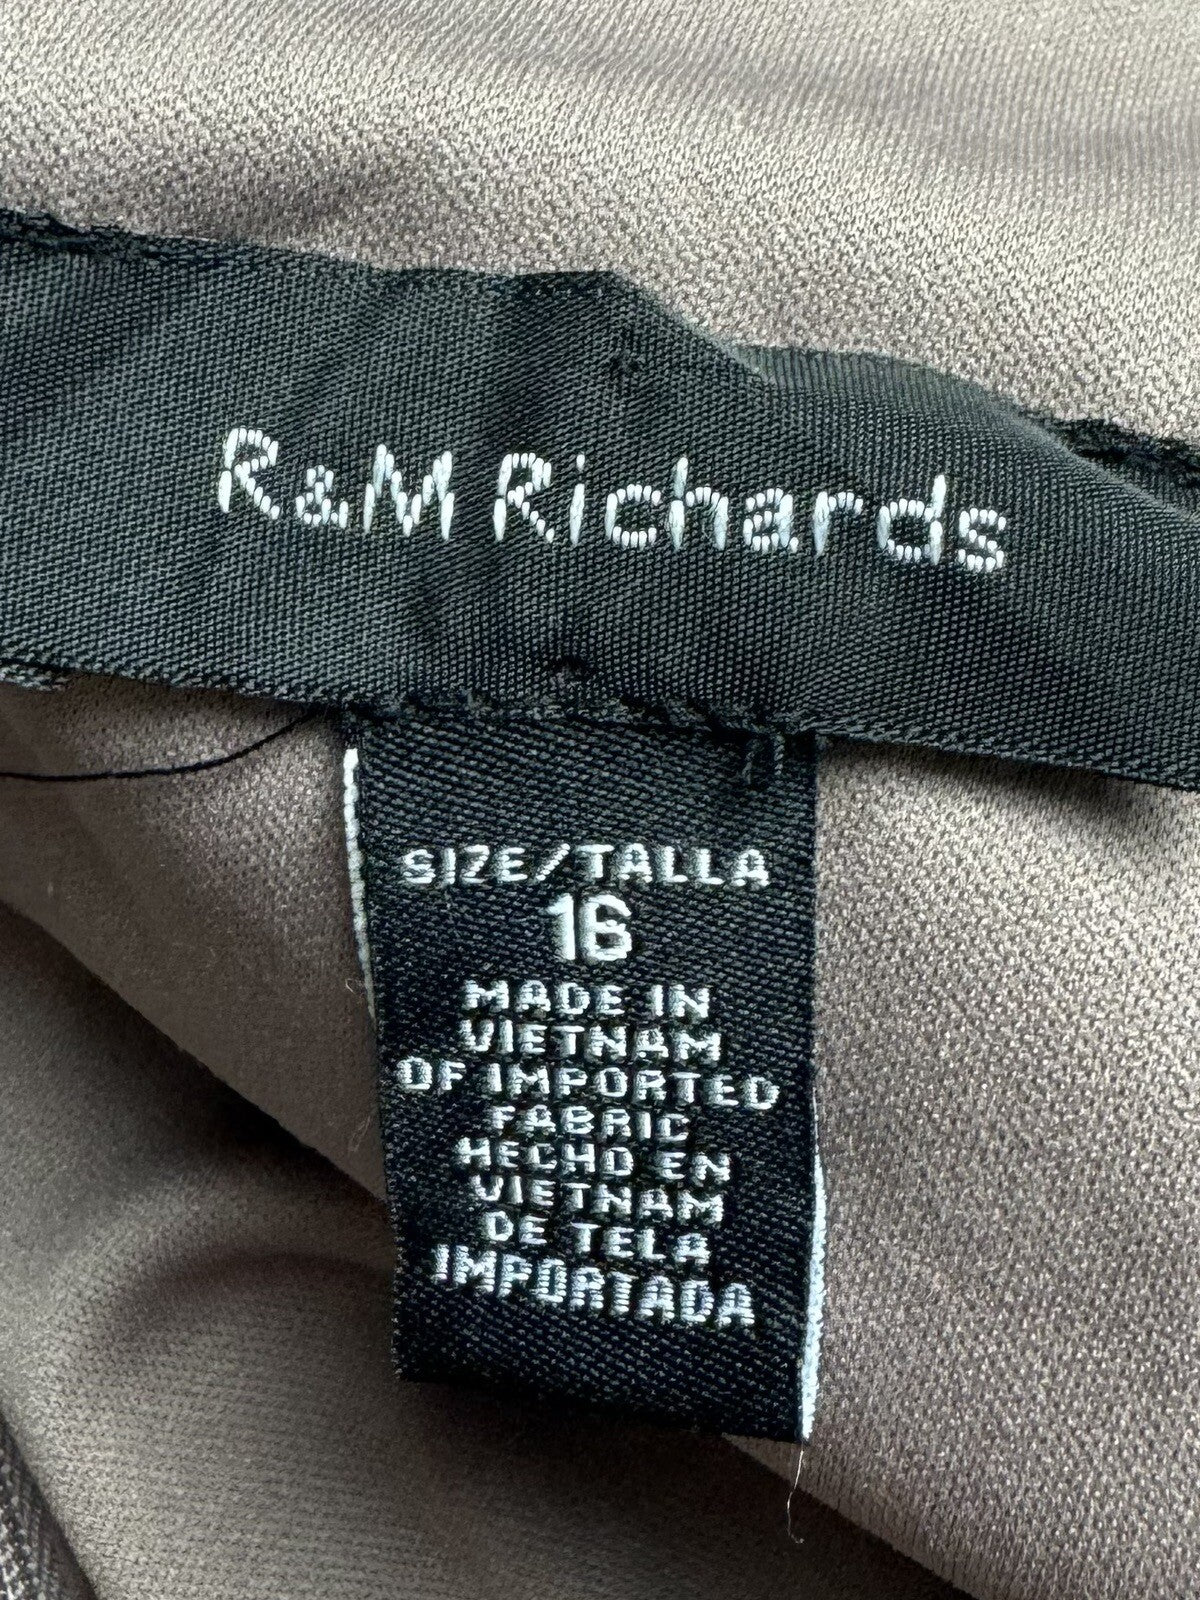 R&M Richards
SIZE/TALLA
16
MADE IN
VIETNAM
OF IMPORTED
FABRIC
HECHO EN
VIETNAM
DE TELA
IMPORTADA